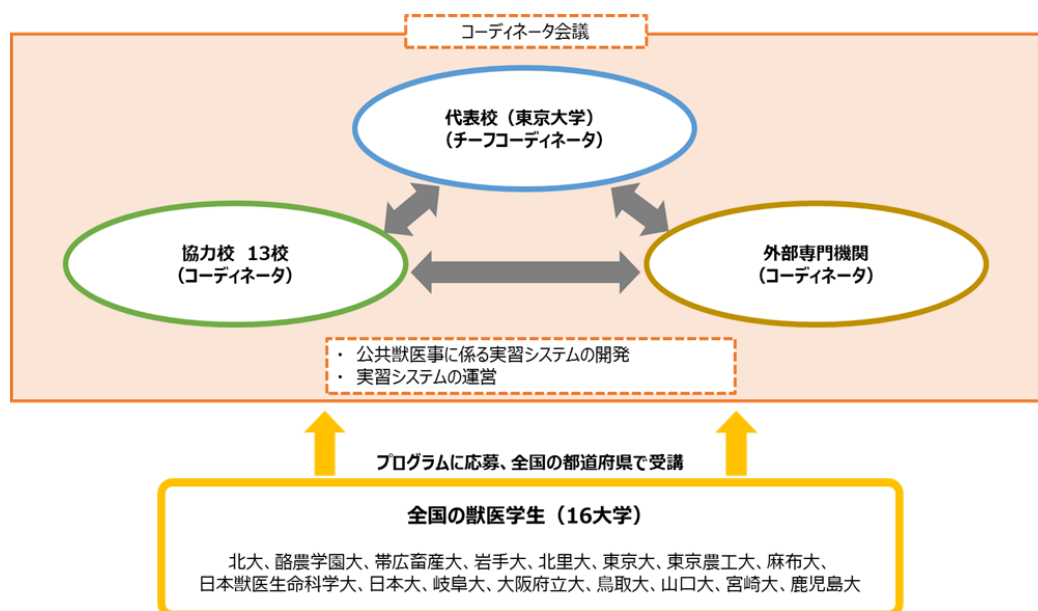 コーディネータ会議
代表校（東京大学）
（チーフコーディネータ）
協力校 13校
（コーディネータ）
外部専門機関
（コーディネータ）
・ 公共獣医事に係る実習システムの開発
・ 実習システムの運営
プログラムに応募、全国の都道府県で受講
全国の獣医学生（16大学）
北大、酪農学園大、帯広畜産大、岩手大、北里大、東京大、東京農工大、麻布大、
日本獣医生命科学大、日本大、岐阜大、大阪府立大、鳥取大、山口大、宮崎大、鹿児島大